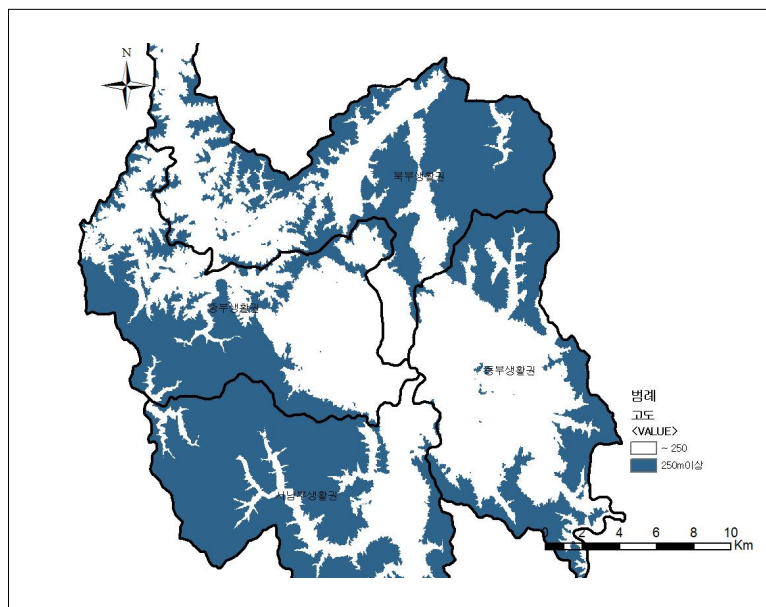 N
북부생활권
중부생활권
동부생활권
서남부생활권
범례
고도
<VALUE>
~ 250
250m이상
0 2 4 6 8 10
Km